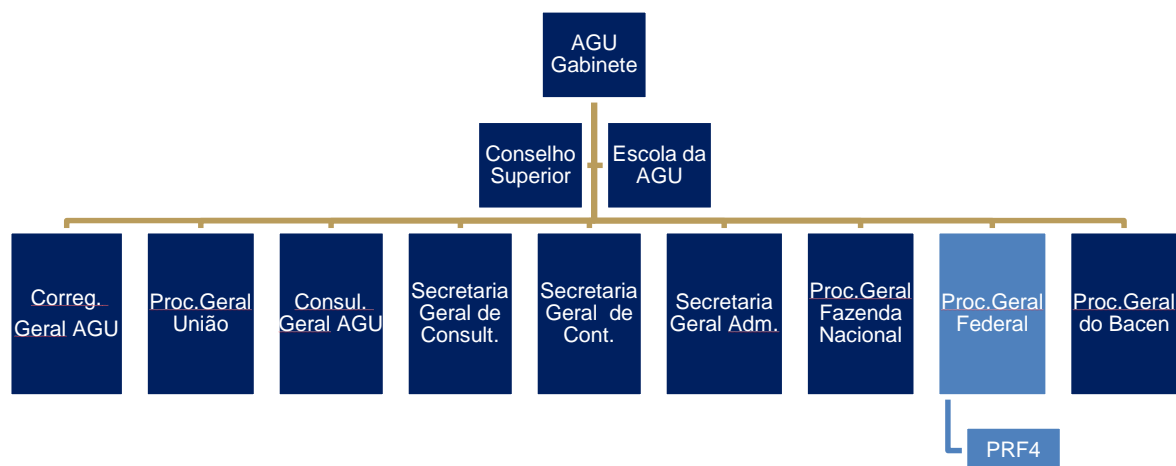 AGU
Gabinete
Conselho
Superior
Escola da
AGU
Correg.
Geral AGU
Proc.Geral
União
Consul.
Geral AGU
Secretaria
Geral de
Consult.
Secretaria
Geral de
Cont.
Secretaria
Geral Adm.
Proc.Geral
Fazenda
Nacional
Proc.Geral
Federal
Proc.Geral
do Bacen
PRF4